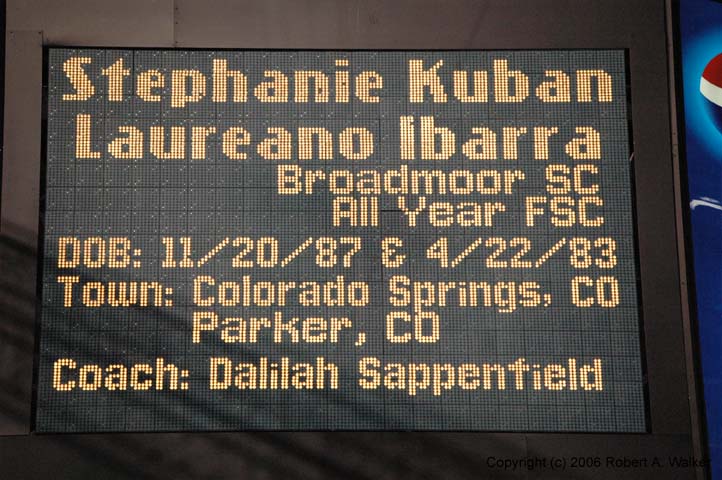 Stephanie Kuban
Laureano Ibarra
Broadmoor SC
All Year FSC
DOB: 11/20/87 & 4/22/83
Town: Colorado Springs, CO
Parker, CO
Coach: Dalilah Sappenfield
Copyright (c) 2006 Robert A. Walker